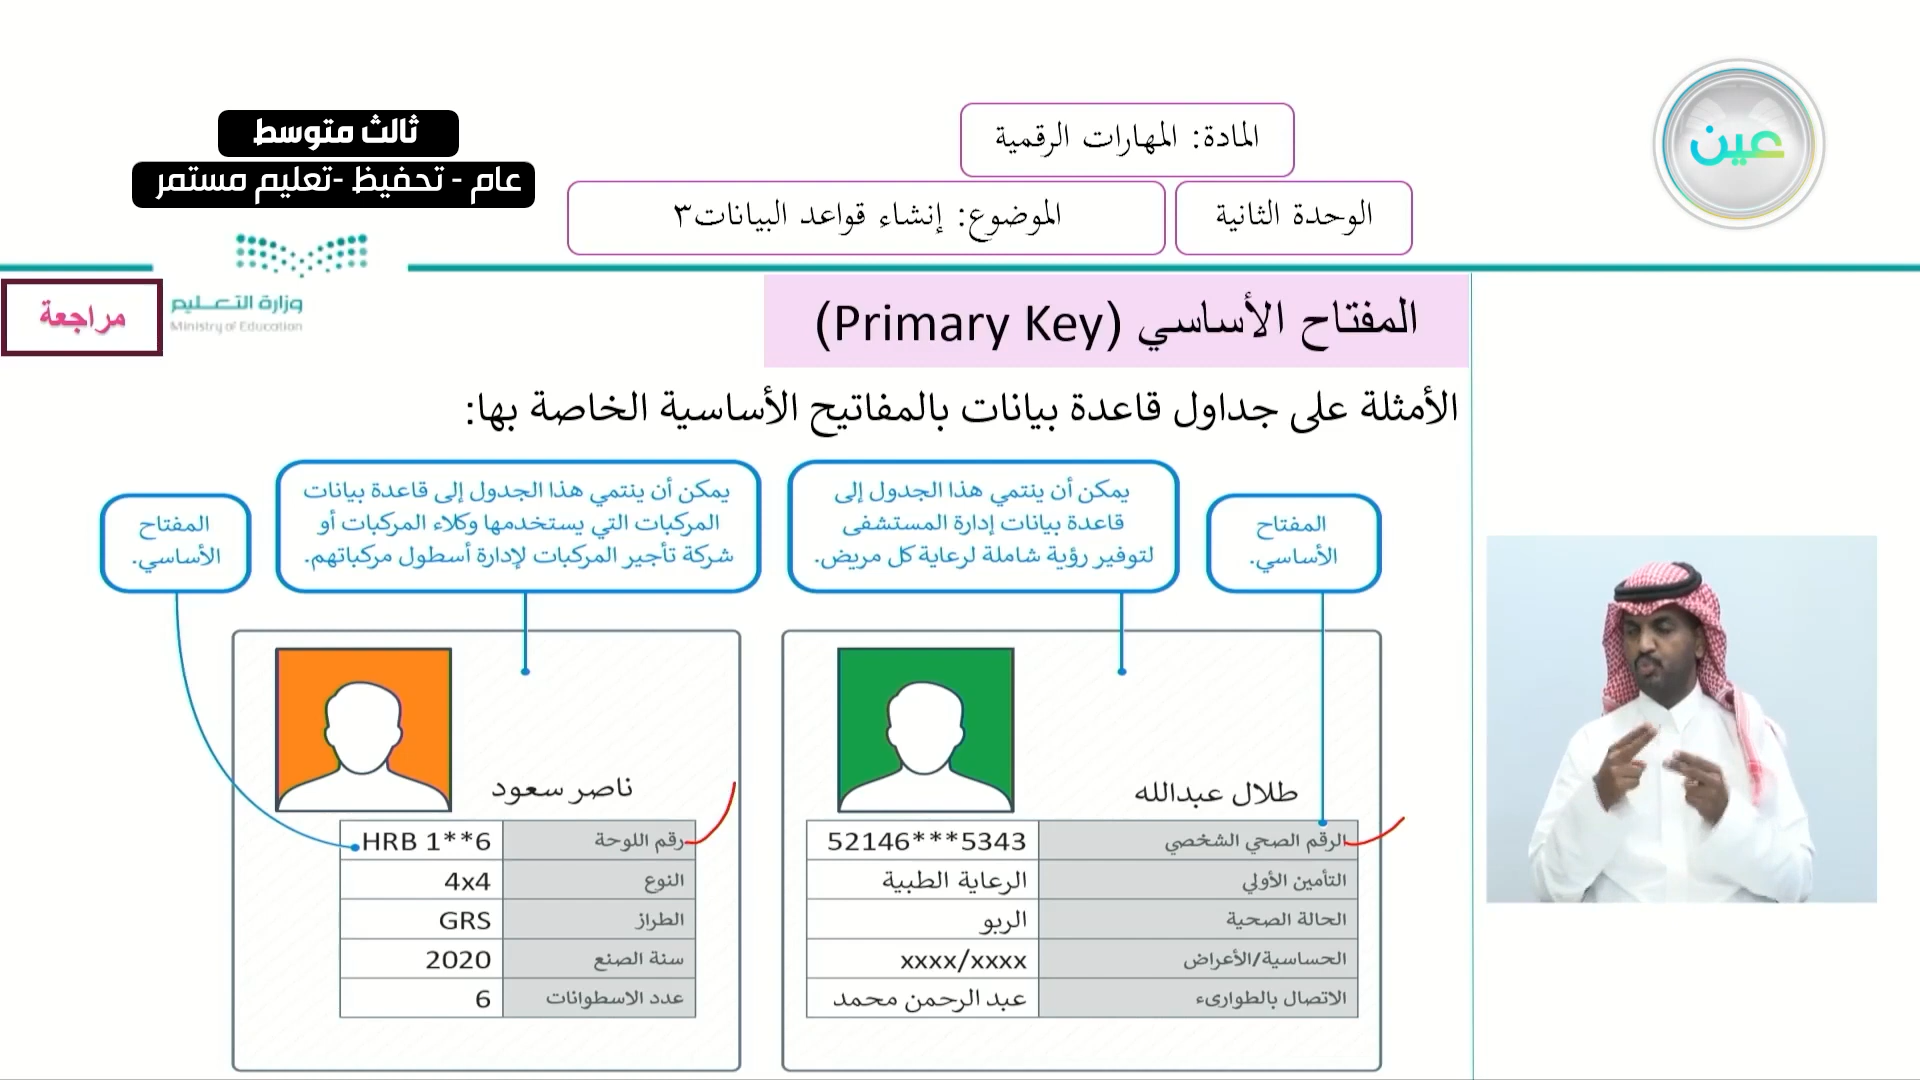 عين
المادة: المهارات الرقمية
ثالث متوسط
عام - تحفيظ -تعليم مستمر
الوحدة الثانية
الموضوع: إنشاء قواعد البيانات٣
وزارة التعليم
Ministry of Education
مراجعة
المفتاح الأساسي (Primary Key)
الأمثلة على جداول قاعدة بيانات بالمفاتيح الأساسية الخاصة بها:
المفتاح
الأساسي.
يمكن أن ينتمي هذا الجدول إلى
قاعدة بيانات إدارة المستشفى
لتوفير رؤية شاملة لرعاية كل مريض.
يمكن أن ينتمي هذا الجدول إلى قاعدة بيانات
المركبات التي يستخدمها وكلاء المركبات أو
شركة تأجير المركبات لإدارة أسطول مركباتهم.
المفتاح
الأساسي.
طلال عبدالله
الرقم الصحي الشخصي 52146***5343
التأمين الأولي الرعاية الطبية
الحالة الصحية الربو
الحساسية/الأعراض xxxx/xxxx
الاتصال بالطوارىء عبد الرحمن محمد
ناصر سعود
رقم اللوحة HRB 1**6
النوع 4x4
الطراز GRS
سنة الصنع 2020
عدد الاسطوانات 6